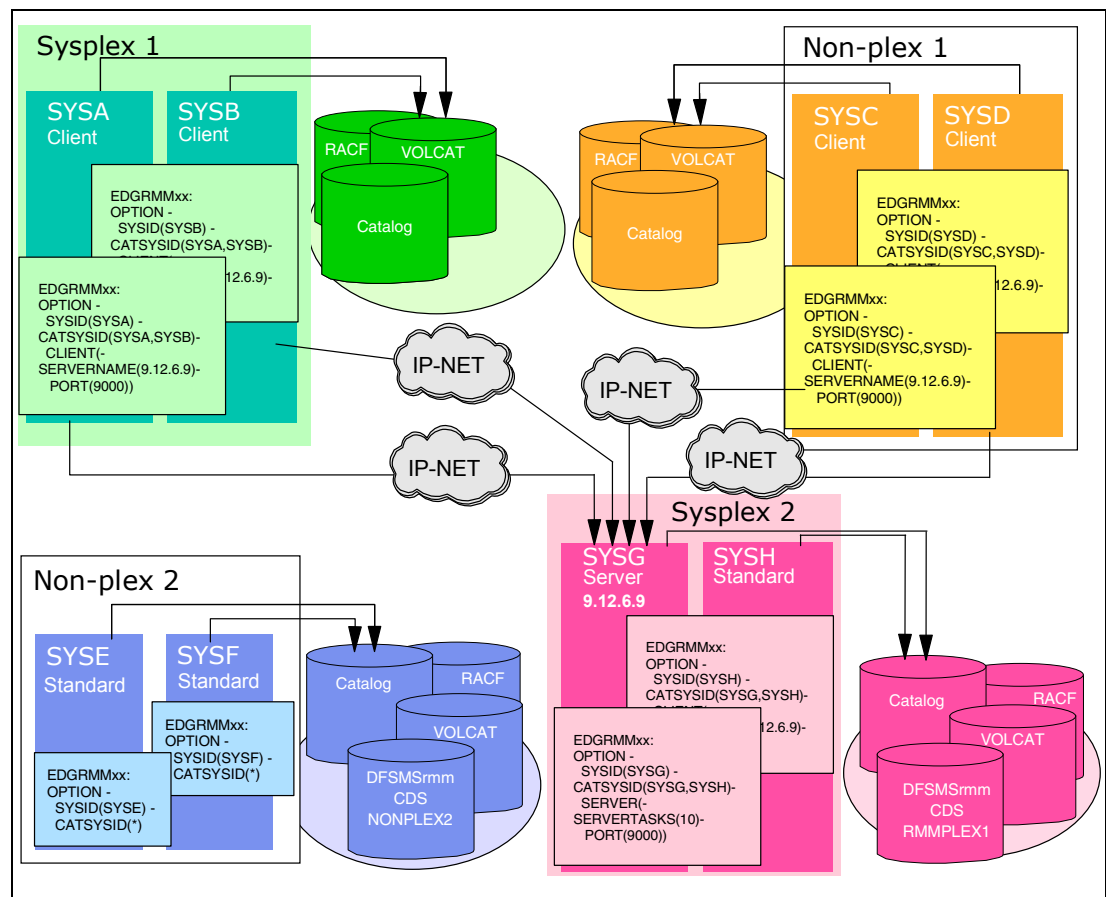 Sysplex 1
SYSA
Client
SYSB
Client
EDGRMMxx:
OPTION -
SYSID(SYSB) -
CATSYSID(SYSA,SYSB)-
12.6.9)-
EDGRMMxx:
OPTION -
SYSID(SYSA) -
CATSYSID(SYSA,SYSB)-
CLIENT(-
SERVERNAME(9.12.6.9)-
PORT(9000))
RACF
VOLCAT
Catalog
Non-plex 1
SYSC
Client
SYSD
Client
RACF
VOLCAT
Catalog
EDGRMMxx:
OPTION -
SYSID(SYSD) -
CATSYSID(SYSC,SYSD)-
12.6.9)-
EDGRMMxx:
OPTION -
SYSID(SYSC) -
CATSYSID(SYSC,SYSD)-
CLIENT(-
SERVERNAME(9.12.6.9)-
PORT(9000))
IP-NET
IP-NET
IP-NET
IP-NET
Non-plex 2
SYSE
Standard
SYSF
Standard
EDGRMMxx:
OPTION -
SYSID(SYSF) -
CATSYSID(*)
EDGRMMxx:
OPTION -
SYSID(SYSE) -
CATSYSID(*)
Catalog
RACF
VOLCAT
DFSMSrmm
CDS
NONPLEX2
Sysplex 2
SYSG
Server
9.12.6.9
SYSH
Standard
EDGRMMxx:
OPTION -
SYSID(SYSH) -
CATSYSID(SYSG,SYSH)-
12.6.9)-
EDGRMMxx:
OPTION -
SYSID(SYSG) -
CATSYSID(SYSG,SYSH)-
SERVER(-
SERVERTASKS(10)-
PORT(9000))
Catalog
RACF
VOLCAT
DFSMSrmm
CDS
RMMPLEX1